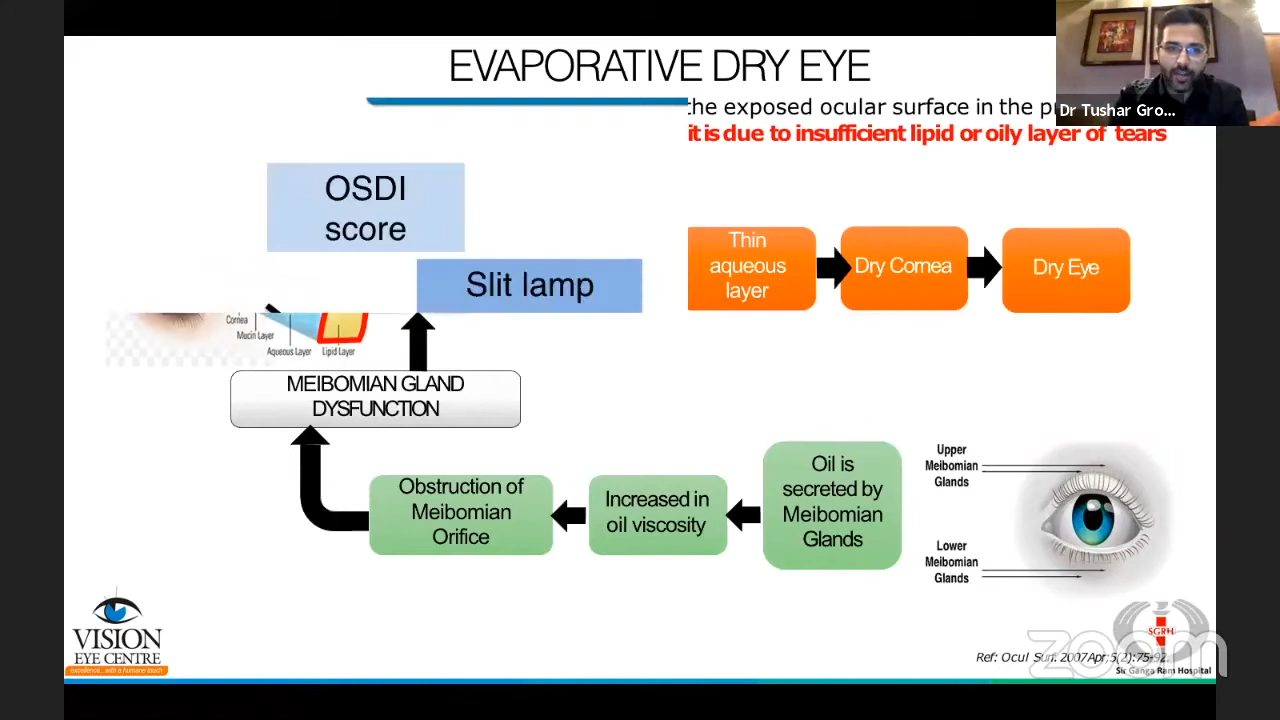 EVAPORATIVE DRY EYE
the exposed ocular surface in the
it is due to insufficient lipid or oily layer of tears
Dr Tushar Gro...
OSDI
score
Slit lamp
Thin
aqueous
layer
Dry Cornea
Dry Eye
Cornea
Mucin Layer
Aqueous Layer
Lipid Layer
MEIBOMIAN GLAND
DYSFUNCTION
Obstruction of
Meibomian
Orifice
Increased in
oil viscosity
Oil is
secreted by
Meibomian
Glands
Upper
Meibomian
Glands
Lower
Meibomian
Glands
VISION
EYE CENTRE
excellence...with a humane touch
SGRH
zoom
Ref: Ocul Surf. 2007Apr;5(2):75-92.
Sir Ganga Ram Hospital